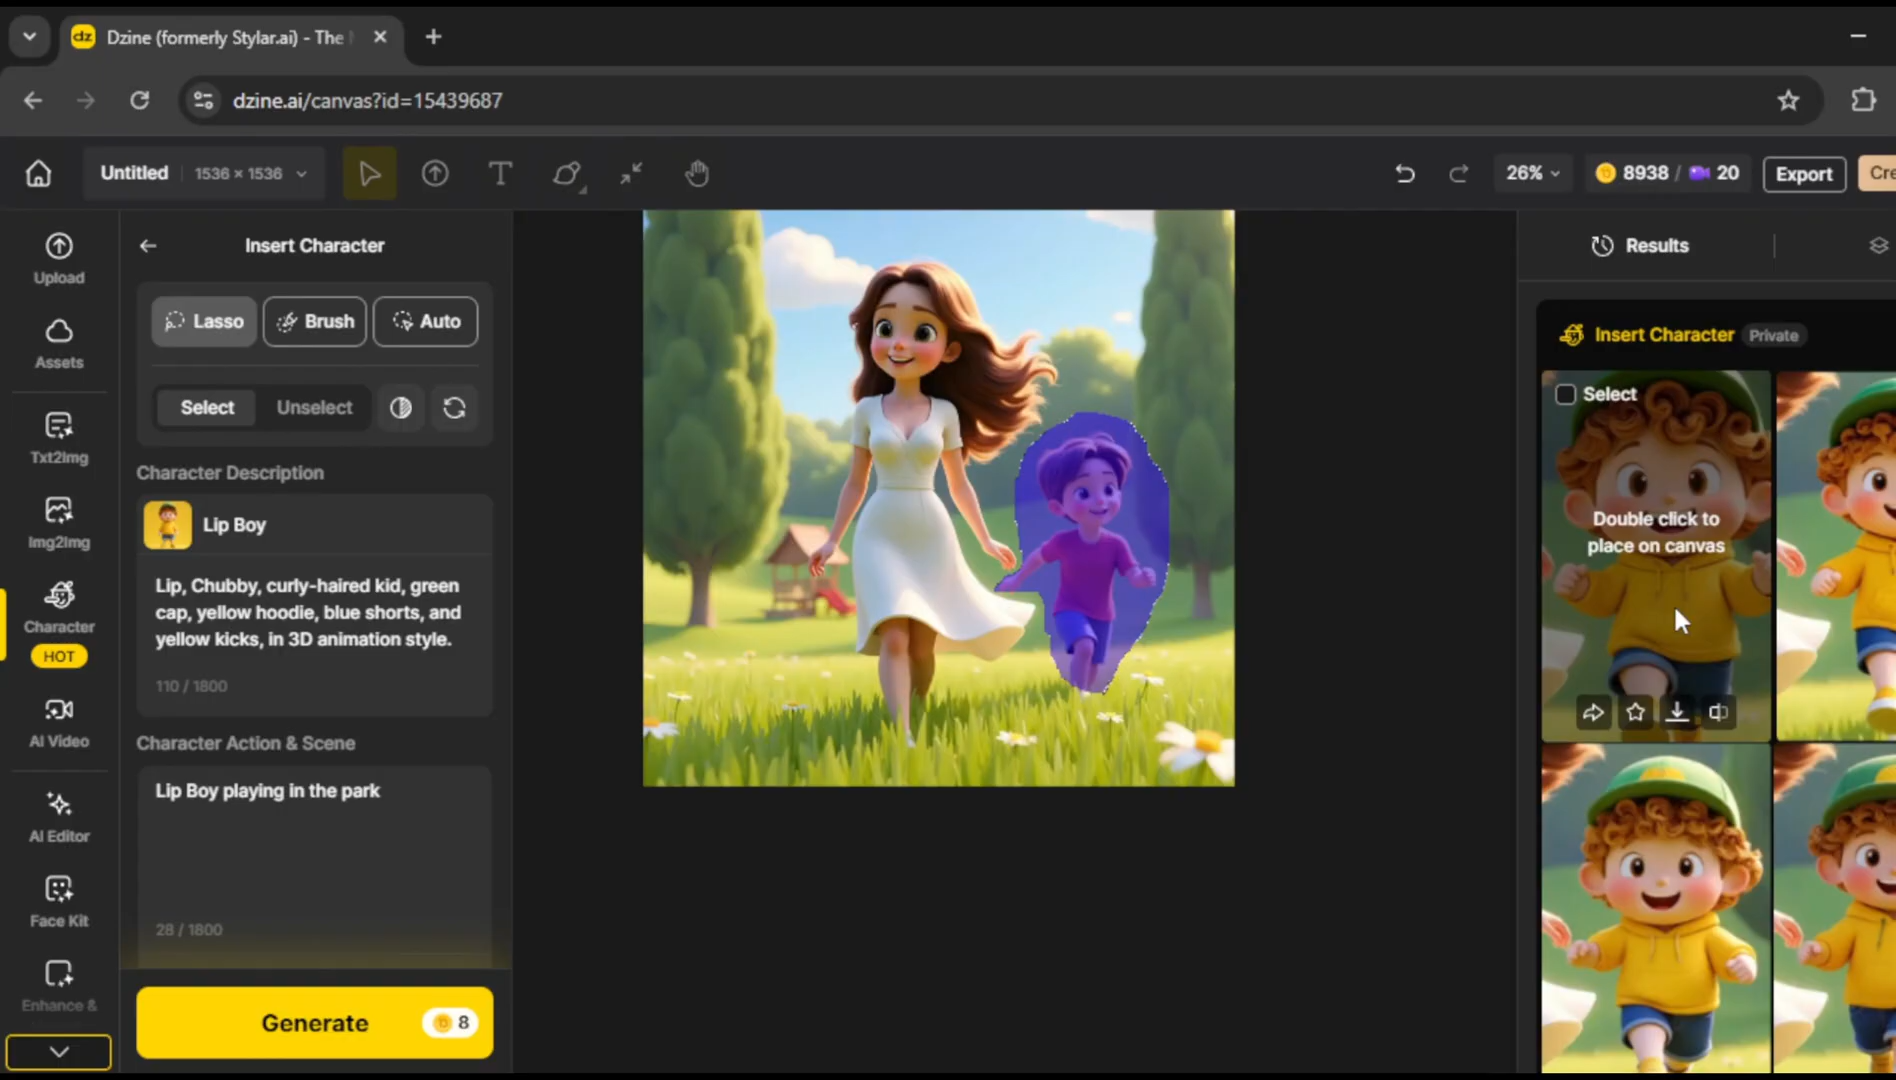 dz Dzine (formerly Stylar.ai) - The
dzine.ai/canvas?id=15439687
Untitled 1536 × 1536
T
26%
8938 / 20
Export
Cre
Upload
Assets
Txt2Img
Img2Img
Character
HOT
AI Video
AI Editor
Face Kit
Enhance &
Insert Character
Lasso
Brush
Auto
Select
Unselect
Character Description
Lip Boy
Lip, Chubby, curly-haired kid, green
cap, yellow hoodie, blue shorts, and
yellow kicks, in 3D animation style.
110 / 1800
Character Action & Scene
Lip Boy playing in the park
28 / 1800
Generate 8
Results
Insert Character Private
Select
Double click to
place on canvas